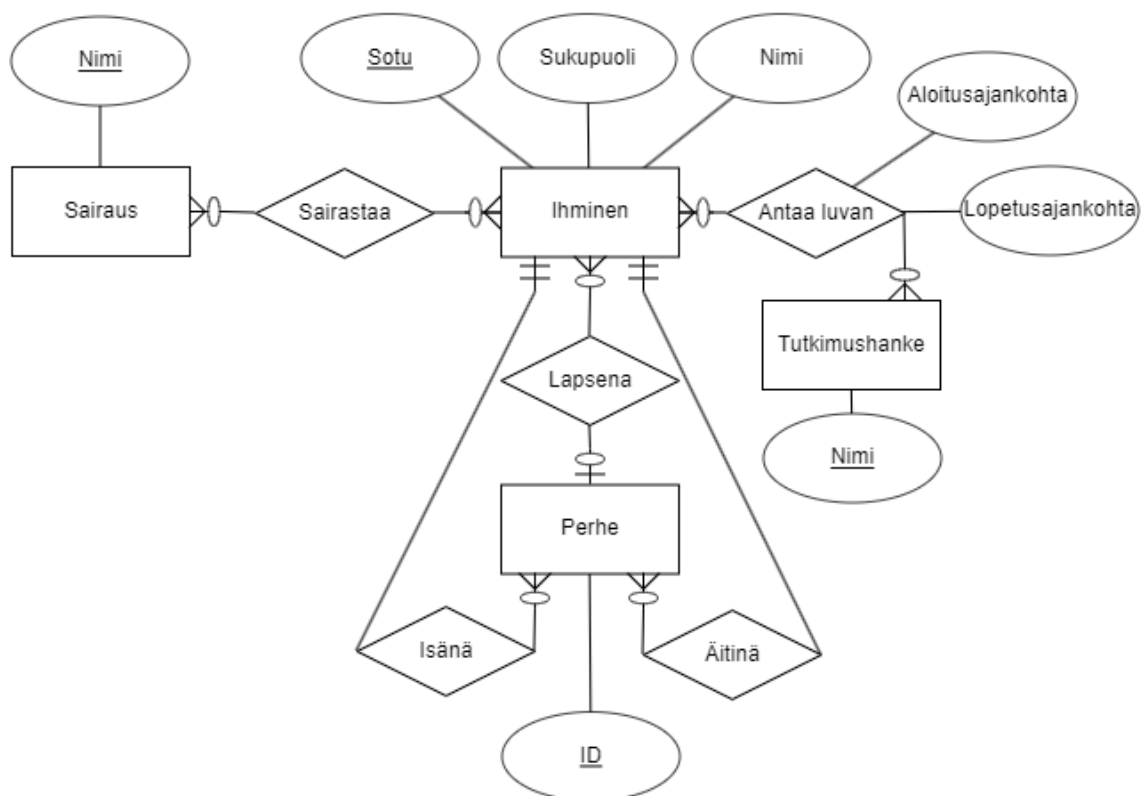 Nimi
Sotu
Sukupuoli
Nimi
Aloitusajankohta
Sairaus
Sairastaa
Ihminen
Antaa luvan
Lopetusajankohta
Tutkimushanke
Lapsena
Nimi
Perhe
Isänä
Äitinä
ID